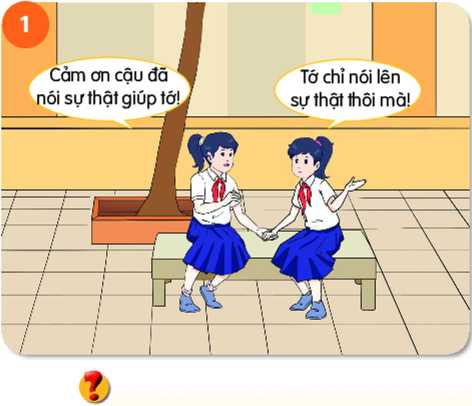 1
Cảm ơn cậu đã
nói sự thật giúp tớ!
Tớ chỉ nói lên
sự thật thôi mà!
?